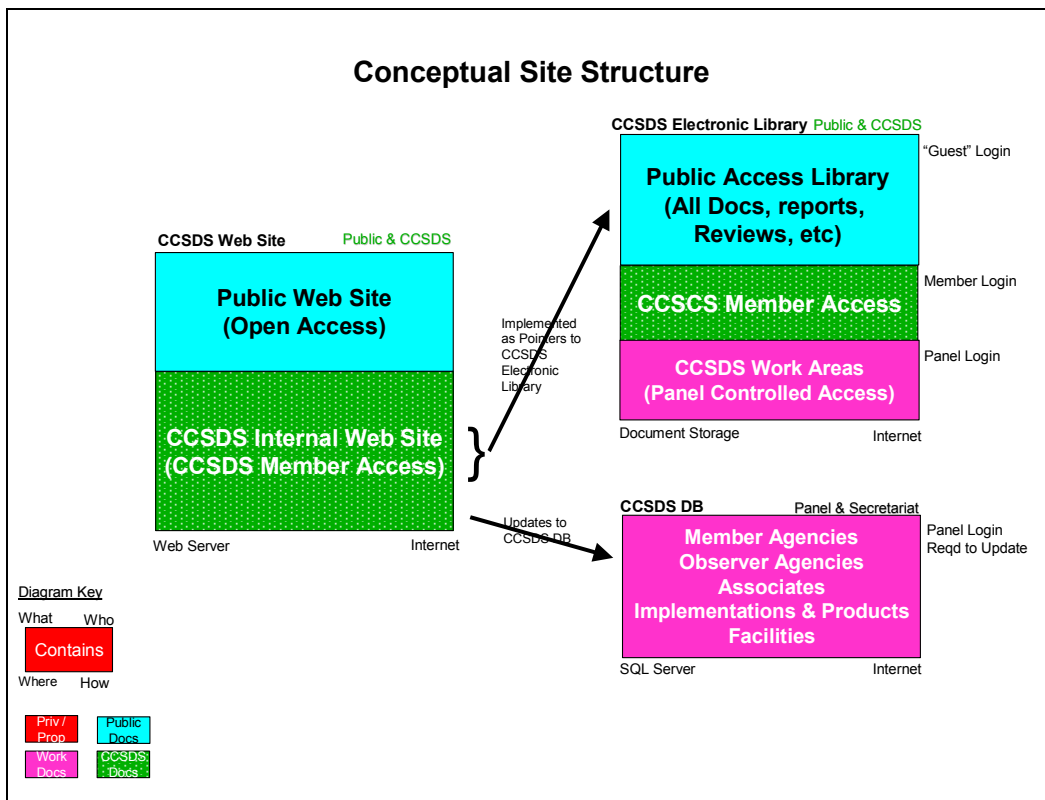 Conceptual Site Structure
CCSDS Web Site
Public & CCSDS
Public Web Site
(Open Access)
CCSDS Internal Web Site
(CCSDS Member Access)
}
Web Server
Internet
Implemented
as Pointers to
CCSDS
Electronic
Library
Updates to
CCSDS DB
CCSDS Electronic Library
Public & CCSDS
Public Access Library
(All Docs, reports,
Reviews, etc)
"Guest" Login
CCSCS Member Access
Member Login
CCSDS Work Areas
(Panel Controlled Access)
Panel Login
Document Storage
Internet
CCSDS DB
Panel & Secretariat
Member Agencies
Observer Agencies
Associates
Implementations & Products
Facilities
Panel Login
Reqd to Update
SQL Server
Internet
Diagram Key
What
Who
Contains
Where
How
Priv /
Prop
Public
Docs
Work
Docs
CCSDS
Docs